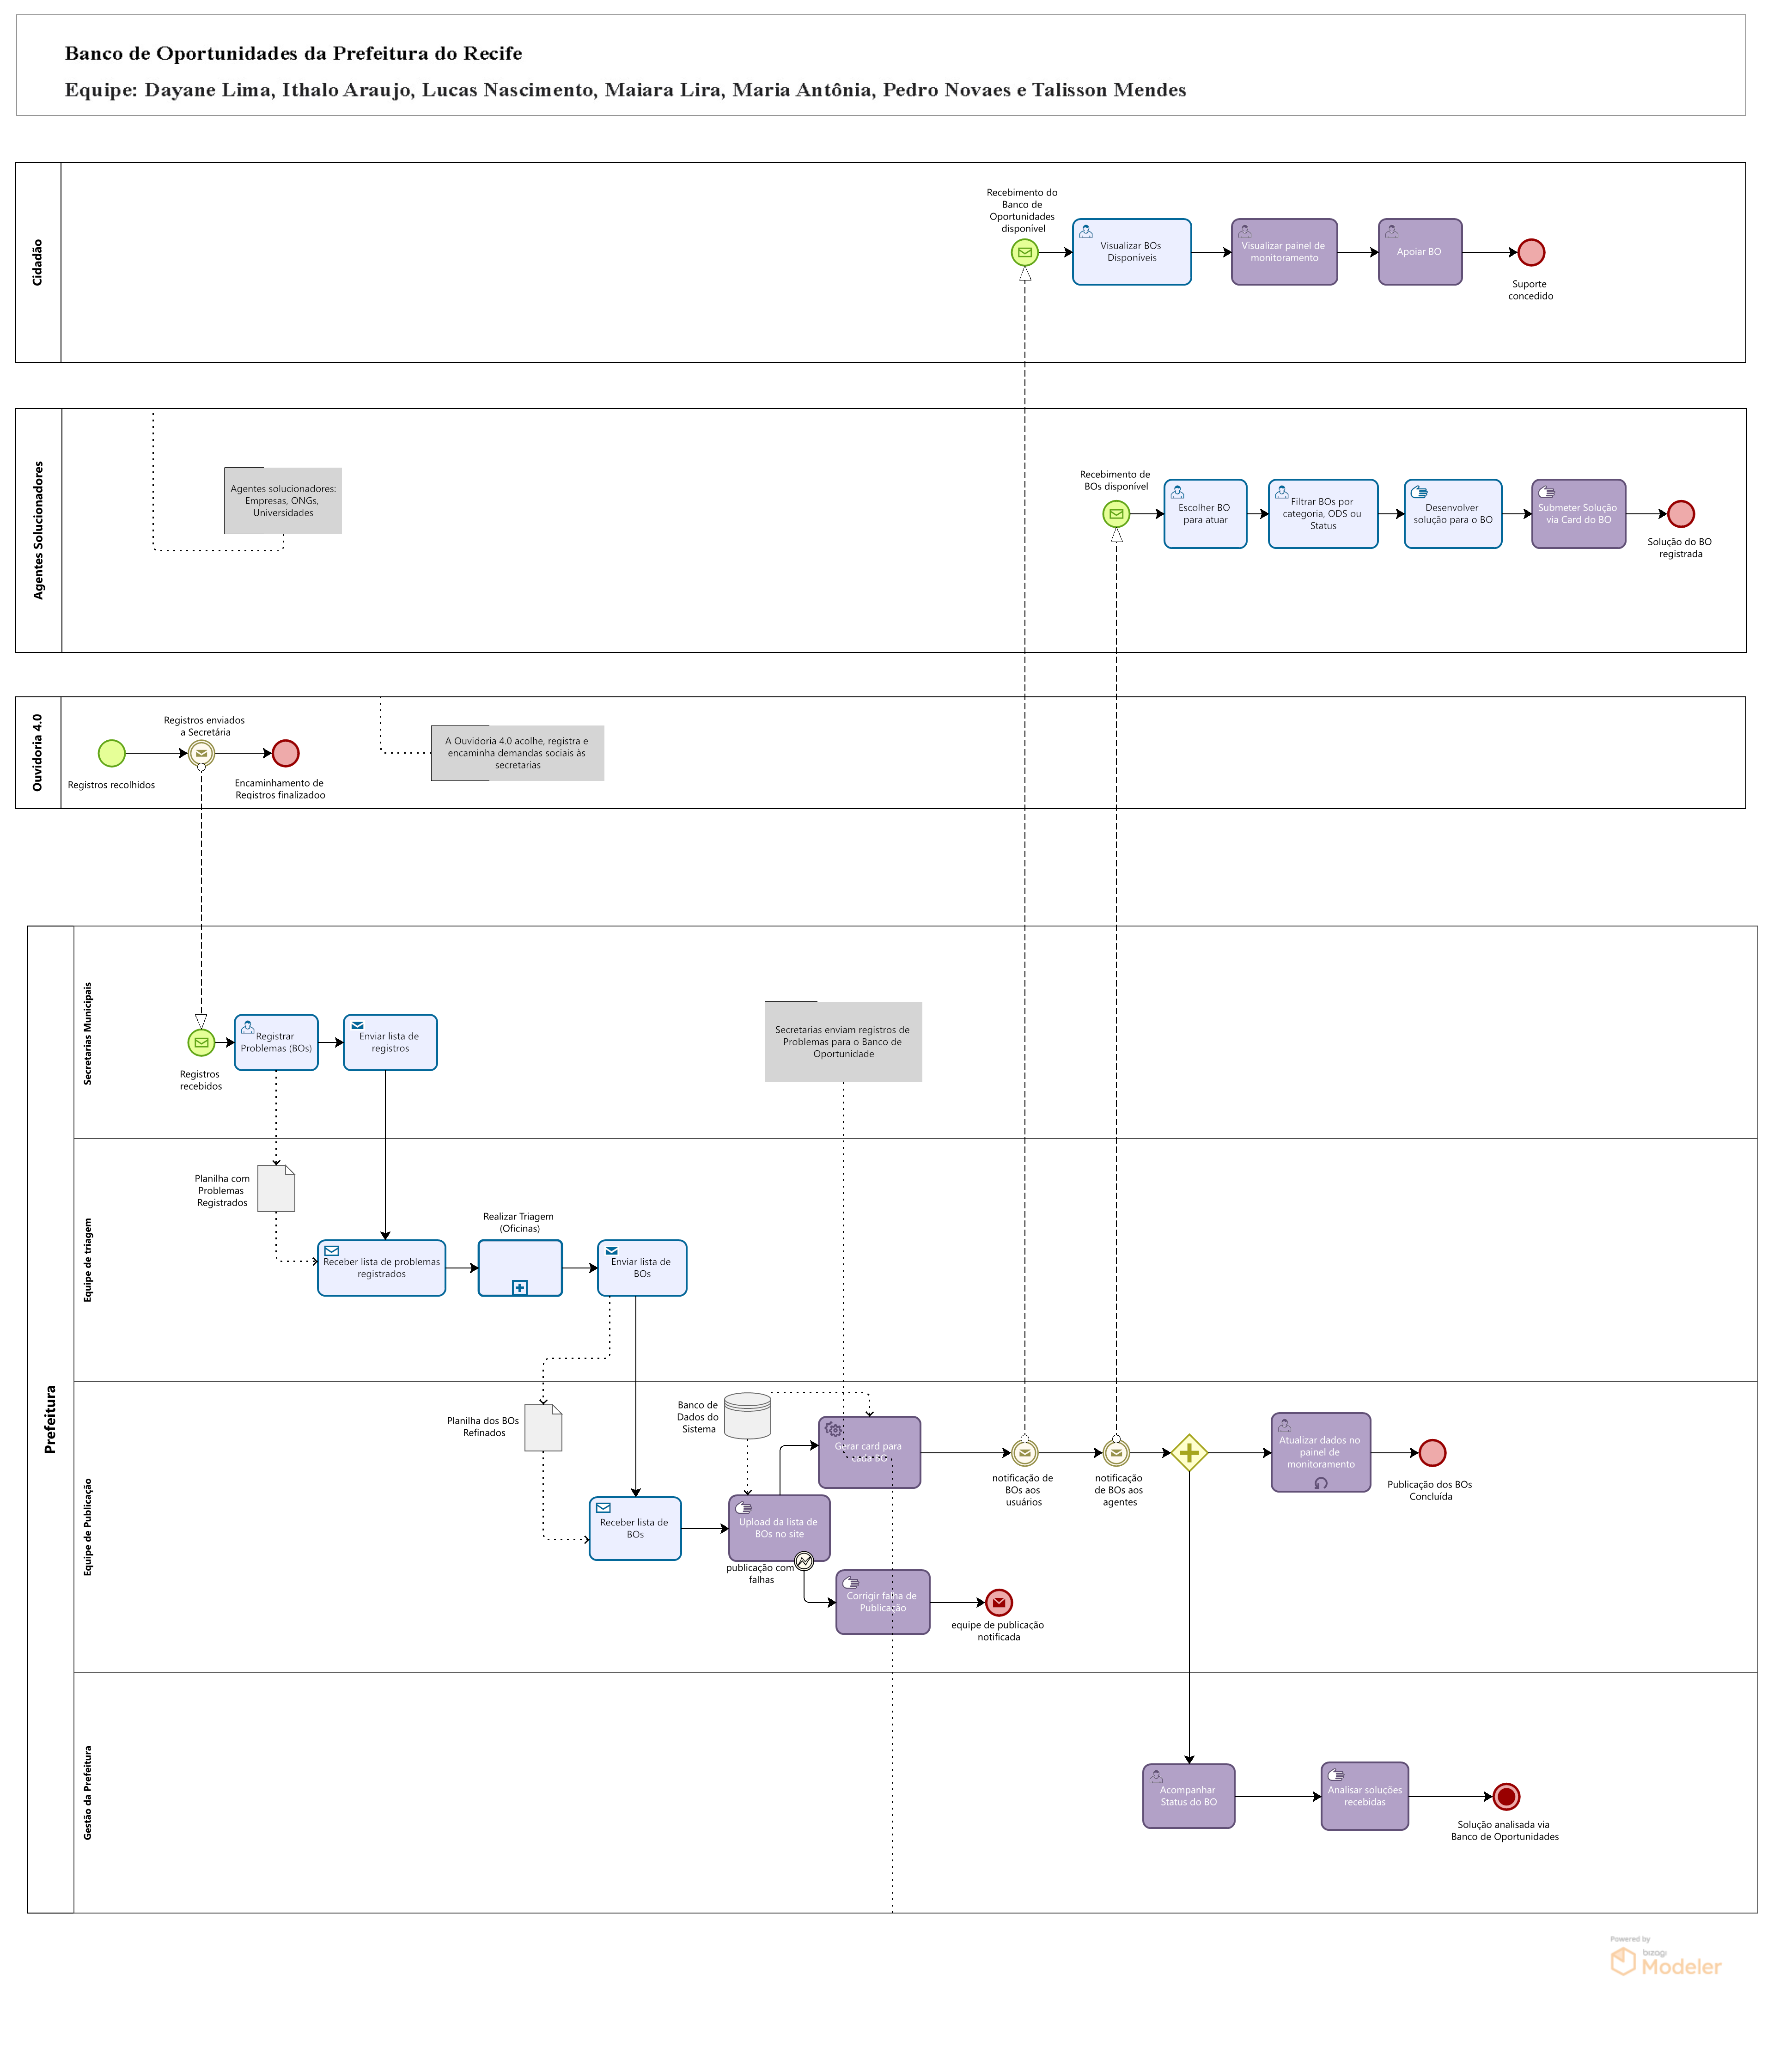 Banco de Oportunidades da Prefeitura do Recife
Equipe: Dayane Lima, Ithalo Araujo, Lucas Nascimento, Maiara Lira, Maria Antônia, Pedro Novaes e Talisson Mendes
Cidadão
Recebimento do
Banco de
Oportunidades
disponível
Visualizar BOs
Disponíveis
Visualizar painel de
monitoramento
Apoiar BO
Suporte
concedido
Agentes Solucionadores
Agentes solucionadores:
Empresas, ONGs,
Universidades
Recebimento de
BOs disponível
Escolher BO
para atuar
Filtrar BOs por
categoria, ODS ou
Status
Desenvolver
solução para o BO
Submeter Solução
via Card do BO
Solução do BO
registrada
Ouvidoria 4.0
Registros recolhidos
Registros enviados
a Secretária
Encaminhamento de
Registros finalizadoo
A Ouvidoria 4.0 acolhe, registra e
encaminha demandas sociais às
secretarias
Prefeitura
Secretarias Municipais
Registros
recebidos
Registrar
Problemas (BOs)
Enviar lista de
registros
Secretarias enviam registros de
Problemas para o Banco de
Oportunidade
Equipe de triagem
Planilha com
Problemas
Registrados
Receber lista de problemas
registrados
Realizar Triagem
(Oficinas)
Enviar lista de
BOs
Equipe de Publicação
Planilha dos BOs
Refinados
Receber lista de
BOs
Banco de
Dados do
Sistema
Upload da lista de
BOs no site
publicação com
falhas
Gerar card para
cada BO
Corrigir falha de
Publicação
equipe de publicação
notificada
notificação de
BOs aos
usuários
notificação
de BOs aos
agentes
Atualizar dados no
painel de
monitoramento
Publicação dos BOs
Concluída
Gestão da Prefeitura
Acompanhar
Status do BO
Analisar soluções
recebidas
Solução analisada via
Banco de Oportunidades
Powered by
bizagi
Modeler